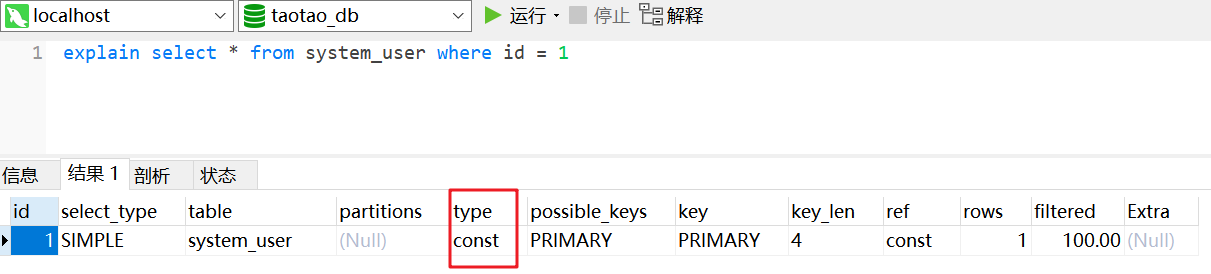 localhost taotao_db 运行 停止 解释
1 explain select * from system_user where id = 1
信息 结果 1 剖析 状态
id select_type table partitions type possible_keys key key_len ref rows filtered Extra
1 SIMPLE system_user (Null) const PRIMARY PRIMARY 4 const 1 100.00 (Null)